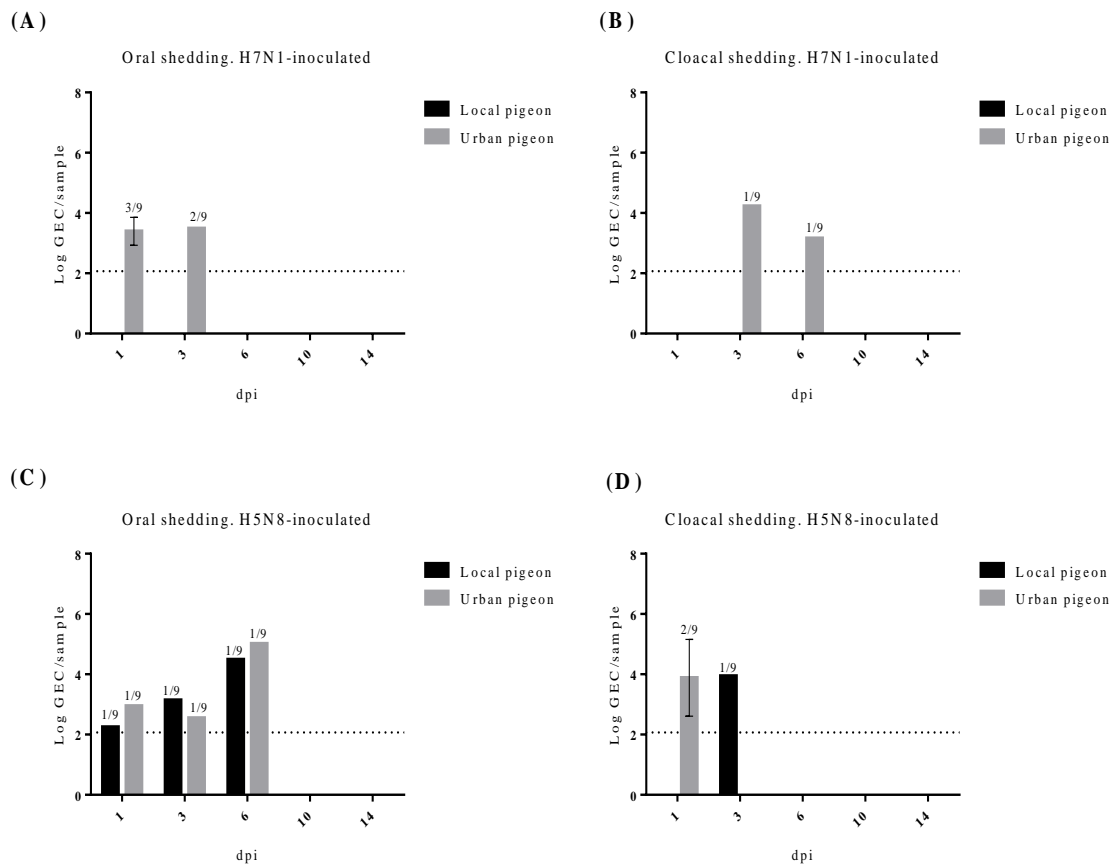 (A)
Oral shedding. H7N1-inoculated
Log GEC/sample
8
6
4
2
0
3/9
2/9
1
3
6
10
14
dpi
Local pigeon
Urban pigeon
(B)
Cloacal shedding. H7N1-inoculated
Log GEC/sample
8
6
4
2
0
1/9
1/9
1
3
6
10
14
dpi
Local pigeon
Urban pigeon
(C)
Oral shedding. H5N8-inoculated
Log GEC/sample
8
6
4
2
0
1/9
1/9
1/9
1/9
1/9
1/9
1
3
6
10
14
dpi
Local pigeon
Urban pigeon
(D)
Cloacal shedding. H5N8-inoculated
Log GEC/sample
8
6
4
2
0
2/9
1/9
1
3
6
10
14
dpi
Local pigeon
Urban pigeon